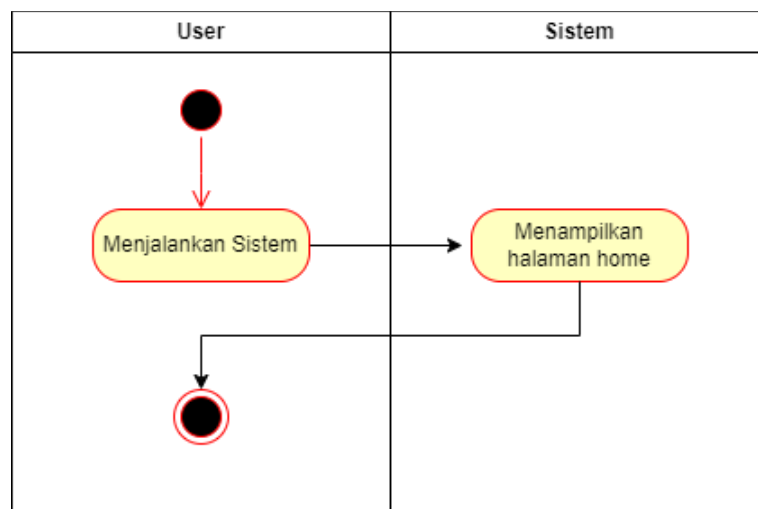 User
Sistem
Menjalankan Sistem
Menampilkan
halaman home